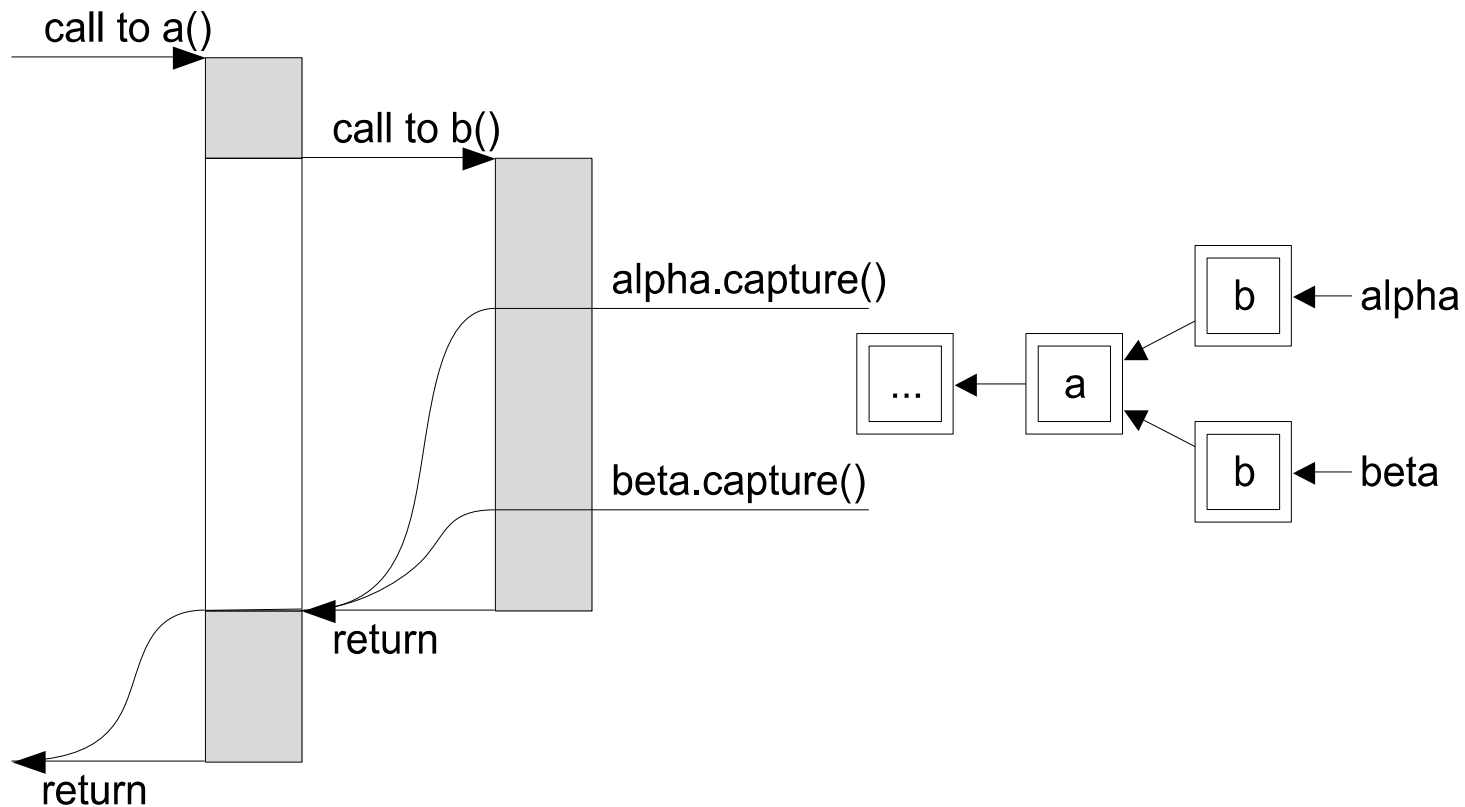 call to a()
call to b()
alpha.capture()
b
alpha
...
a
beta.capture()
b
beta
return
return